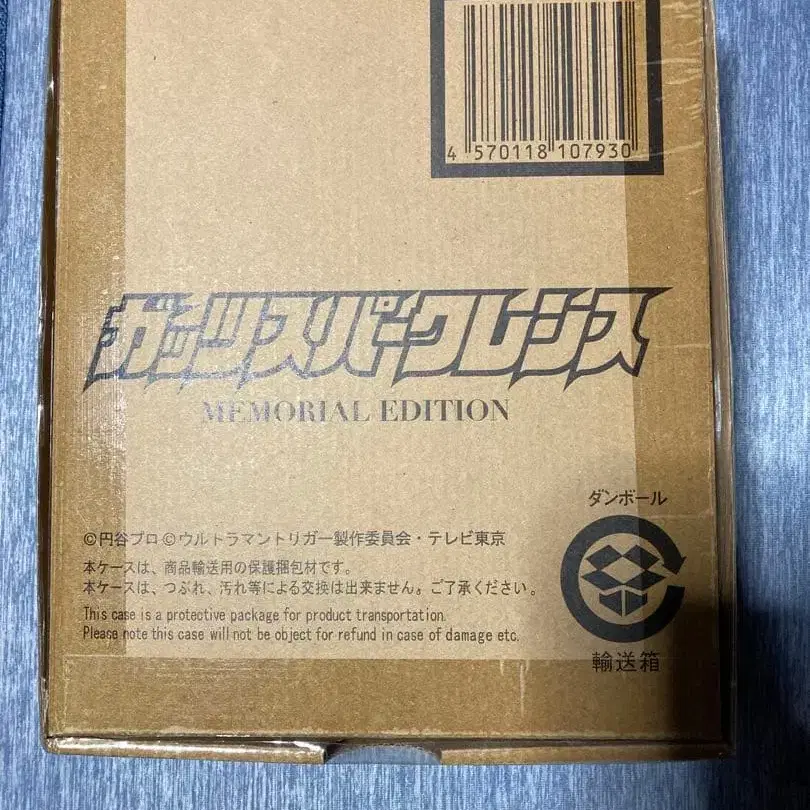 4 570118 107930
ガッツスパークレンス
MEMORIAL EDITION
ダンボール
©円谷プロ ©ウルトラマントリガー製作委員会・テレビ東京
本ケースは、商品輸送用の保護梱包材です。
本ケースは、つぶれ、汚れ等による交換は出来ません。ご了承ください。
This case is a protective package for product transportation.
Please note this case will not be object for refund in case of damage etc.
輸送箱